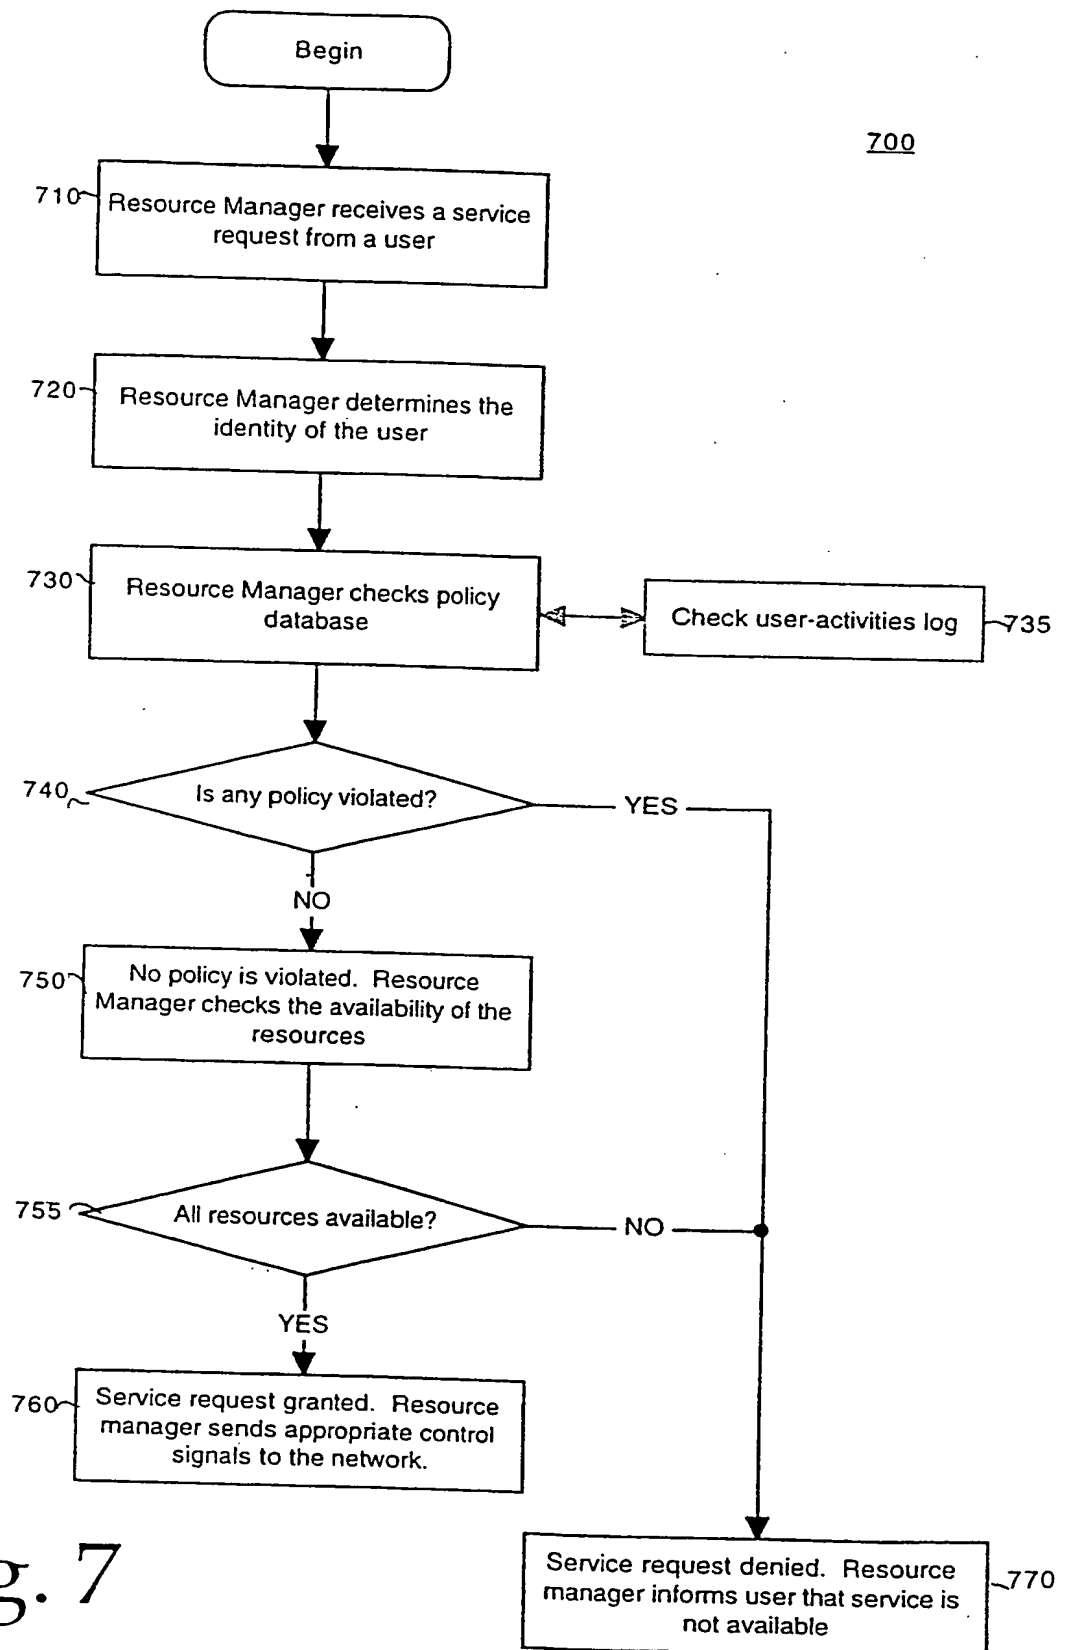 Begin
700
710
Resource Manager receives a service
request from a user
720
Resource Manager determines the
identity of the user
730
Resource Manager checks policy
database
Check user-activities log
735
740
Is any policy violated?
YES
NO
750
No policy is violated. Resource
Manager checks the availability of the
resources
755
All resources available?
NO
YES
760
Service request granted. Resource
manager sends appropriate control
signals to the network.
g. 7
Service request denied. Resource
manager informs user that service is
not available
770